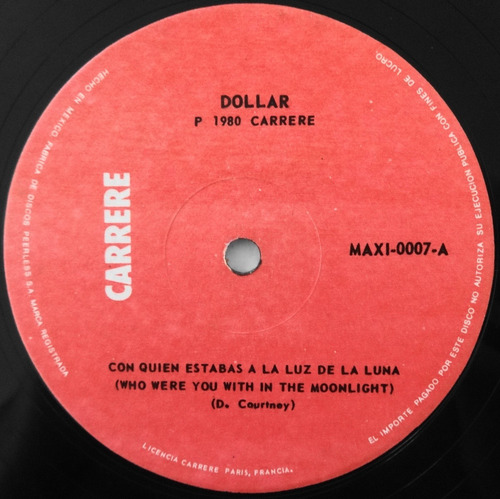 DOLLAR
P 1980 CARRERE
CARRERE
MAXI-0007-A
CON QUIEN ESTABAS A LA LUZ DE LA LUNA
(WHO WERE YOU WITH IN THE MOONLIGHT)
(D. Courtney)
HECHO EN MEXICO FABRICA DE DISCOS PEERLESS S.A. MARCA REGISTRADA
LICENCIA CARRERE PARIS, FRANCIA.
EL IMPORTE PAGADO POR ESTE DISCO NO AUTORIZA SU EJECUCION PUBLICA CON FINES DE LUCRO.